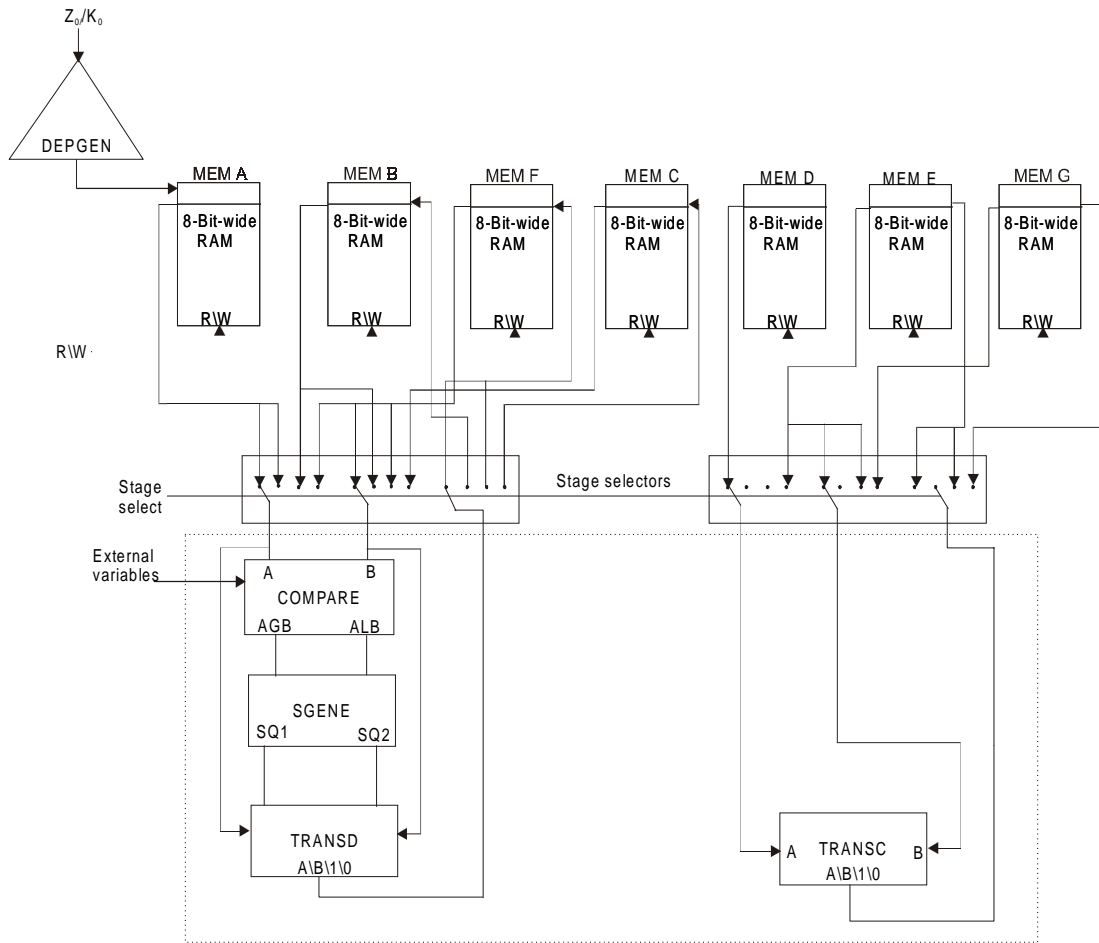 Z0/K0
DEPGEN
MEM A
MEM B
MEM F
MEM C
MEM D
MEM E
MEM G
8-Bit-wide
RAM
8-Bit-wide
RAM
8-Bit-wide
RAM
8-Bit-wide
RAM
8-Bit-wide
RAM
8-Bit-wide
RAM
8-Bit-wide
RAM
R\W
R\W
R\W
R\W
R\W
R\W
R\W
R\W
Stage
select
Stage selectors
External
variables
A
B
COMPARE
AGB
ALB
SGENE
SQ1
SQ2
TRANSD
A\B\1\0
A
TRANSC
B
A\B\1\0